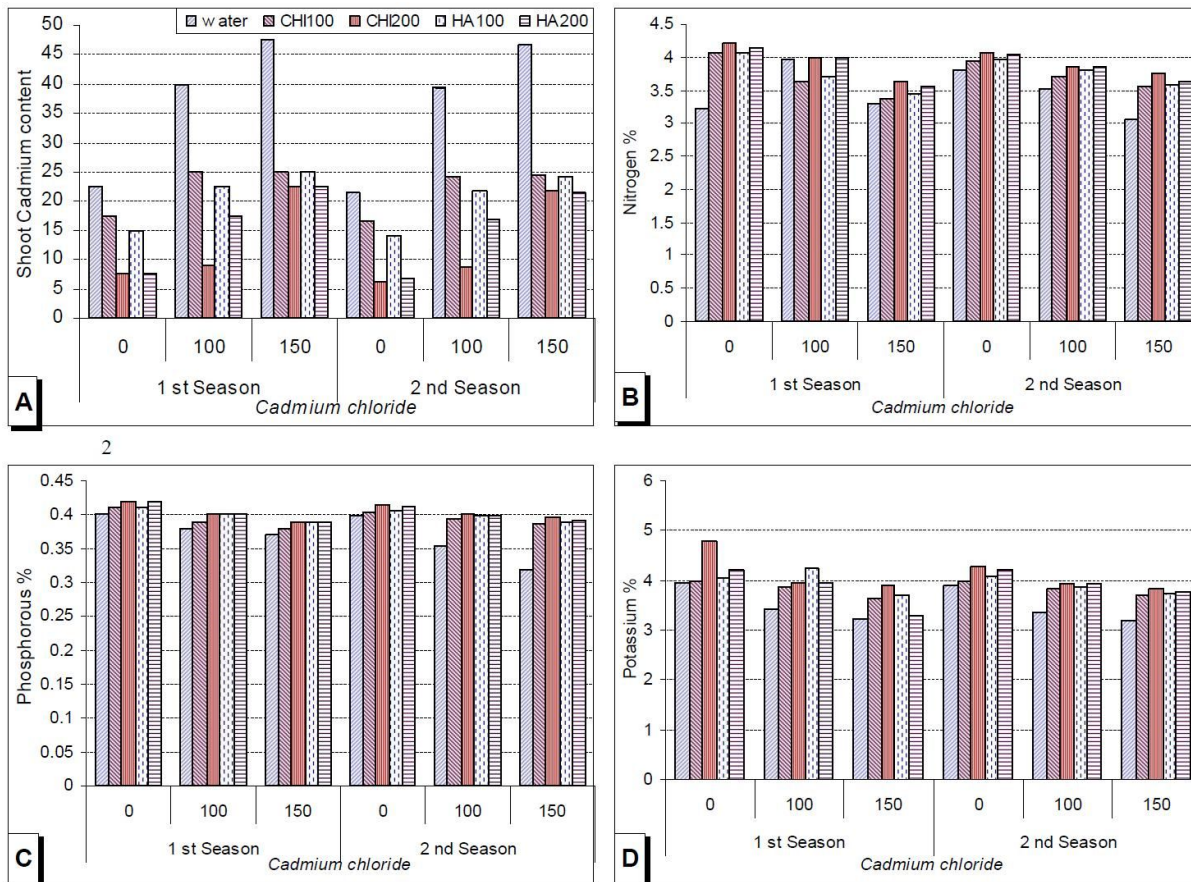 water CHI100 CHI200 HA100 HA200
50
45
40
35
30
25
20
15
10
5
0
Shoot Cadmium content
0 100 150 0 100 150
1 st Season 2 nd Season
Cadmium chloride
A
4.5
4
3.5
3
2.5
2
1.5
1
0.5
0
Nitrogen %
0 100 150 0 100 150
1 st Season 2 nd Season
Cadmium chloride
B
2
0.45
0.4
0.35
0.3
0.25
0.2
0.15
0.1
0.05
0
Phosphorous %
0 100 150 0 100 150
1 st Season 2 nd Season
Cadmium chloride
C
6
5
4
3
2
1
0
Potassium %
0 100 150 0 100 150
1 st Season 2 nd Season
Cadmium chloride
D